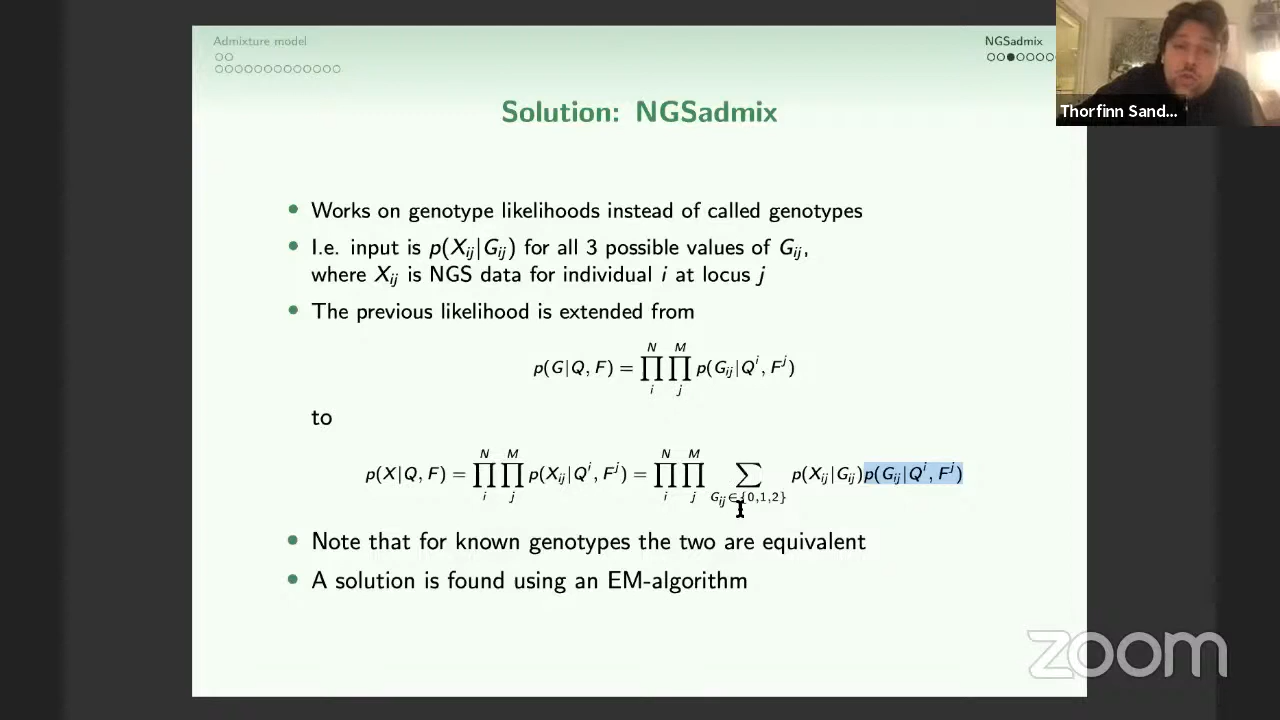 Admixture model
NGSadmix
Thorfinn Sand...
Solution: NGSadmix
• Works on genotype likelihoods instead of called genotypes
• I.e. input is p(X_ij|G_ij) for all 3 possible values of G_ij,
where X_ij is NGS data for individual i at locus j
• The previous likelihood is extended from
p(G|Q, F) = ∏_i^N ∏_j^M p(G_ij|Q^i, F^j)
to
p(X|Q, F) = ∏_i^N ∏_j^M p(X_ij|Q^i, F^j) = ∏_i^N ∏_j^M ∑_{G_ij∈{0,1,2}} p(X_ij|G_ij)p(G_ij|Q^i, F^j)
• Note that for known genotypes the two are equivalent
• A solution is found using an EM-algorithm
zoom